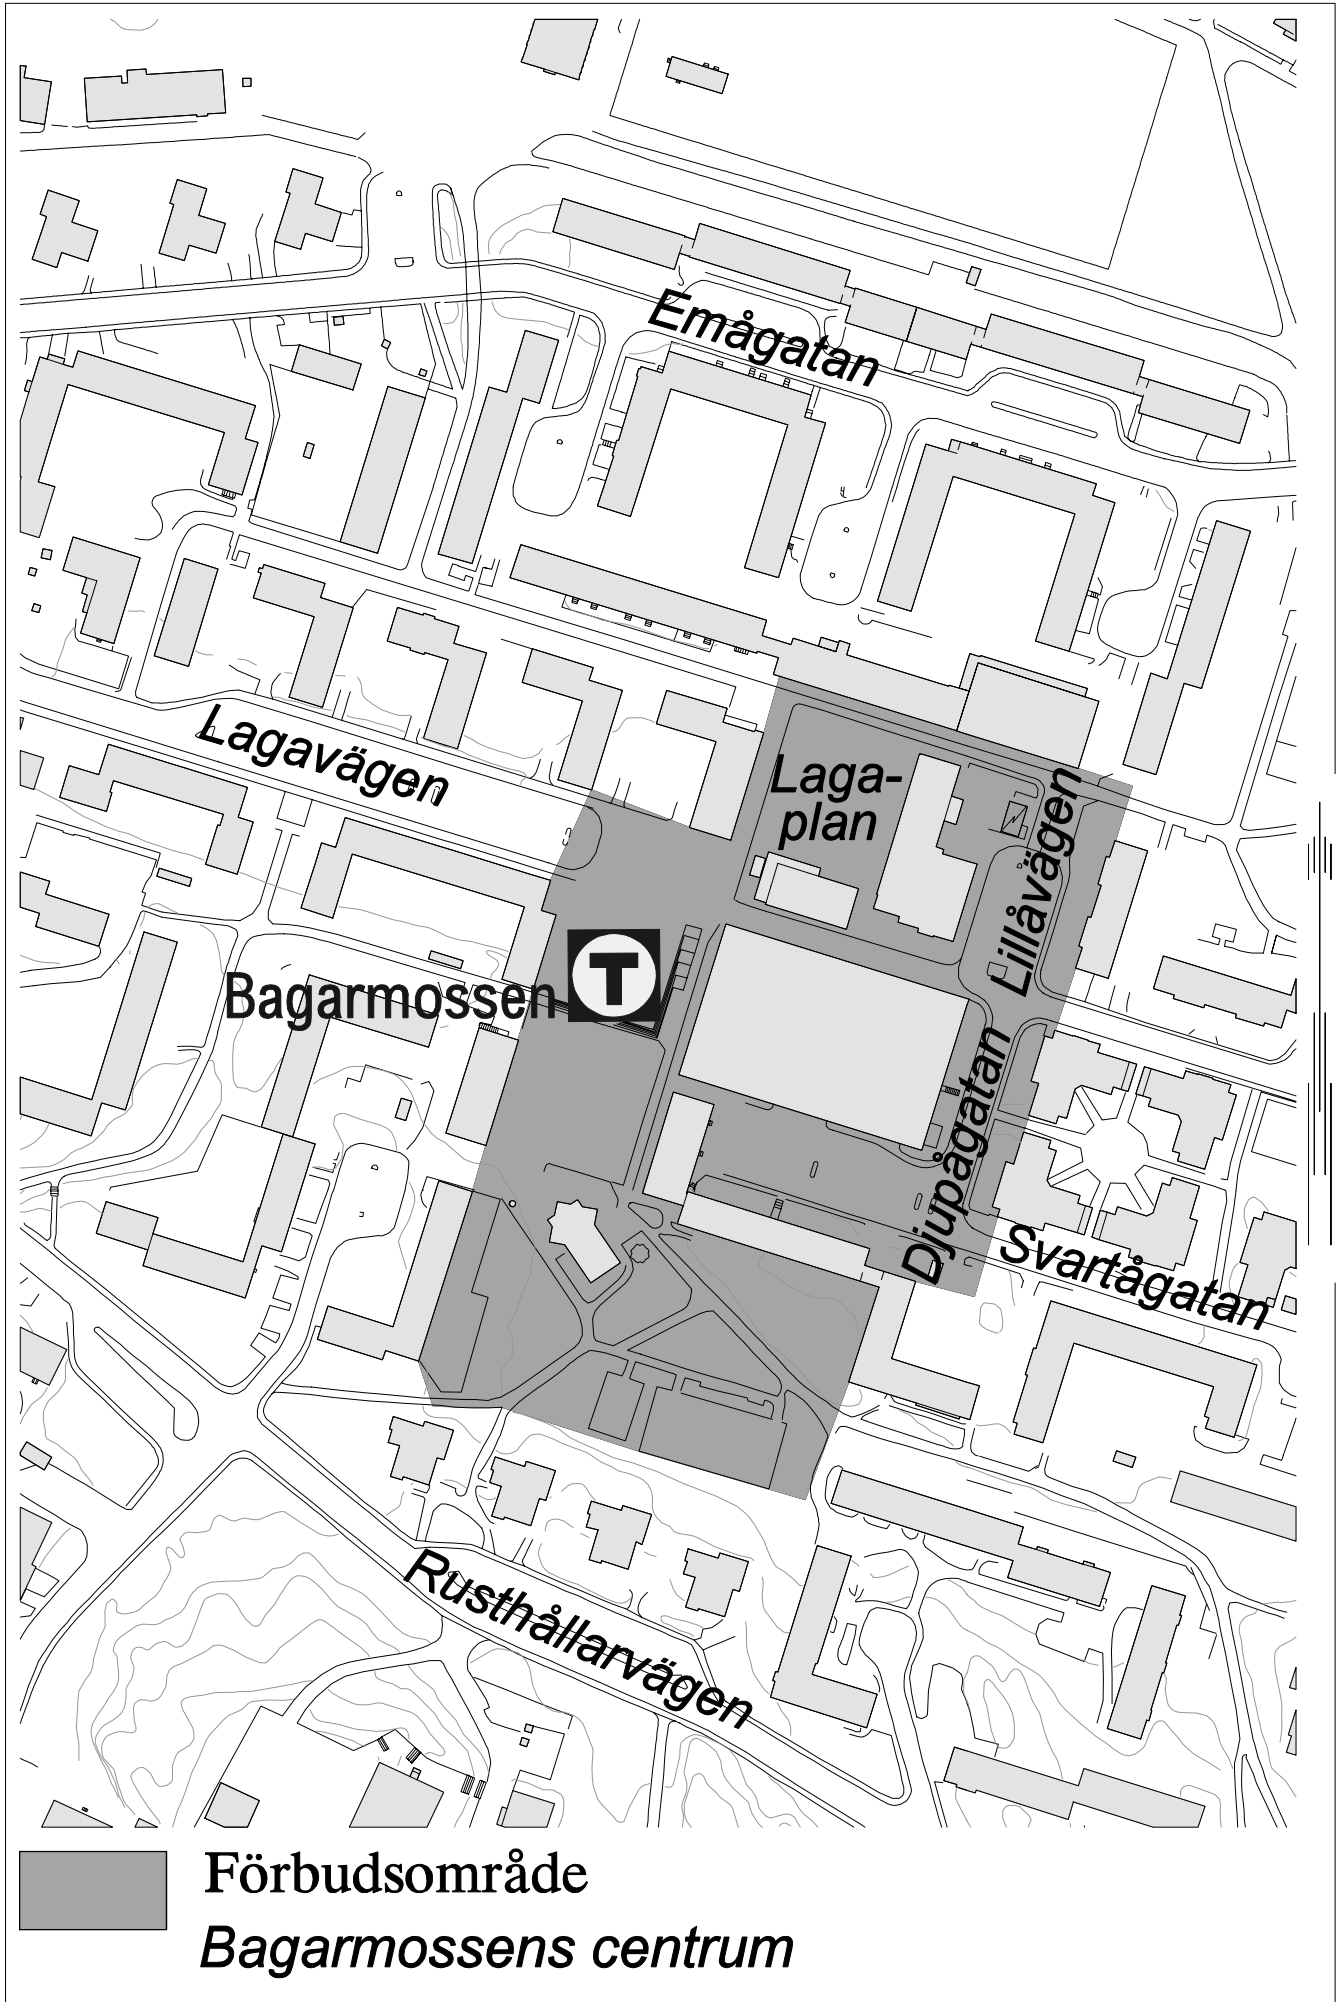 Emågatan
Lagavägen
Laga-
plan
Lillåvägen
Bagarmossen T
Djupågatan
Svartågatan
Rusthållarvägen
Förbudsområde
Bagarmossens centrum